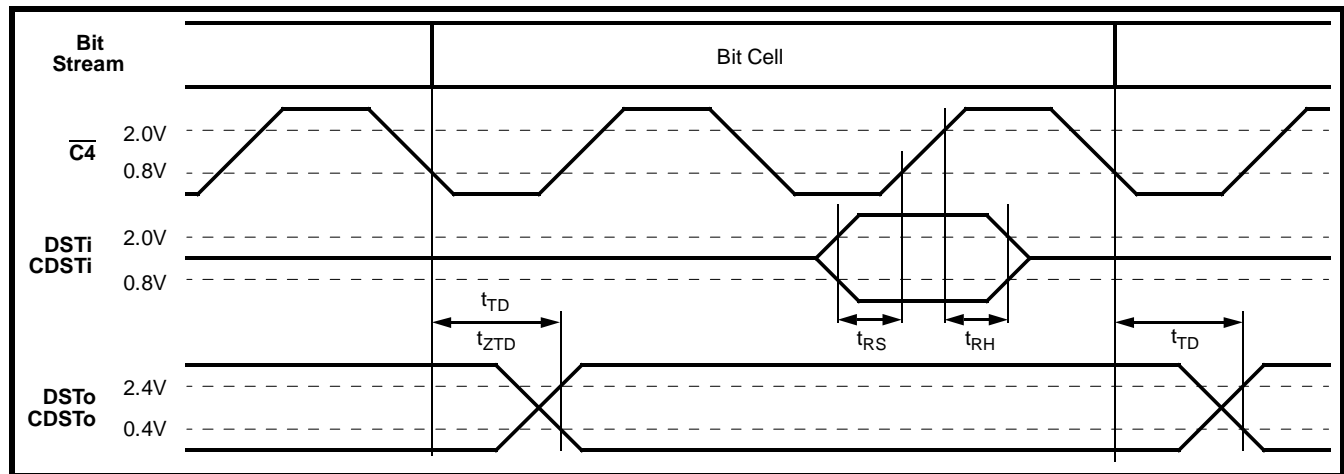 Bit
Stream
Bit Cell
C4
2.0V
0.8V
DSTi
CDSTi
2.0V
0.8V
tTD
tZTD
tRS
tRH
tTD
DSTo
CDSTo
2.4V
0.4V